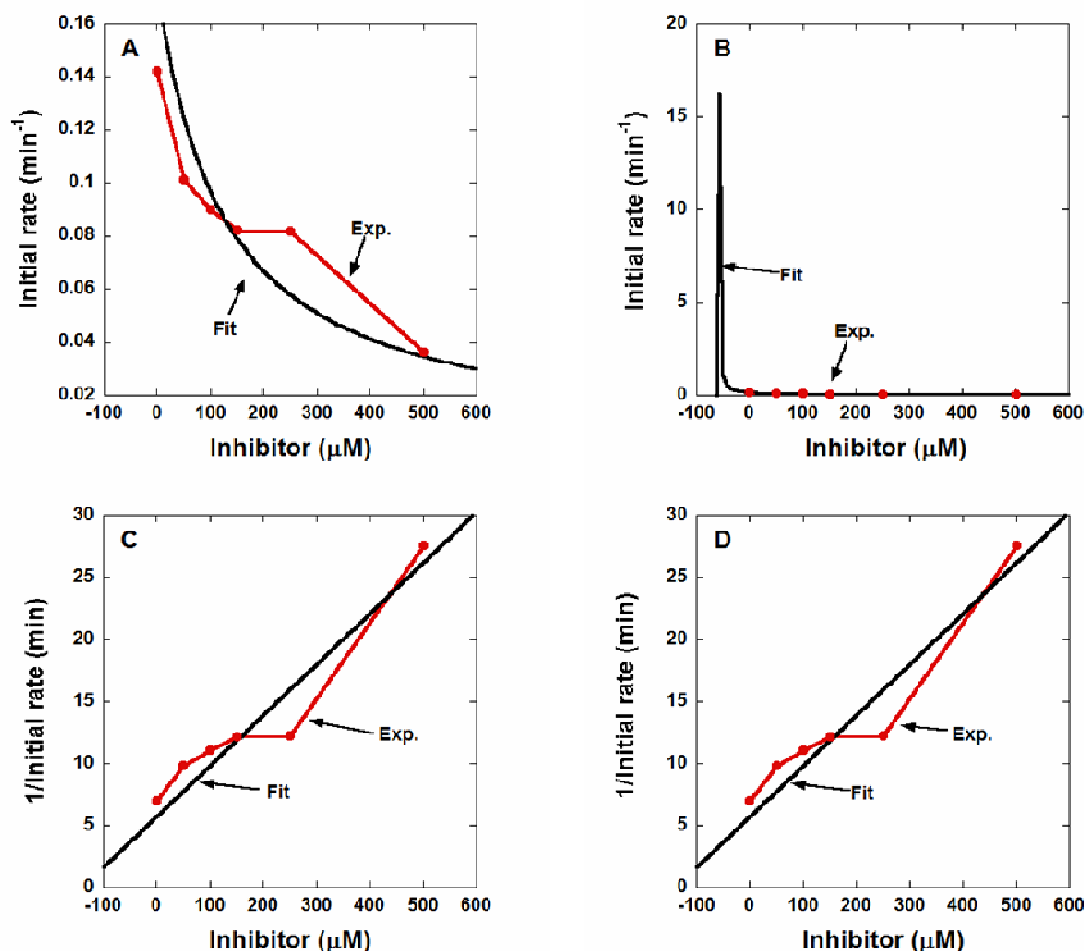 A
0.16
0.14
0.12
0.1
0.08
0.06
0.04
0.02
Initial rate (min-1)
Exp.
Fit
-100 0 100 200 300 400 500 600
Inhibitor (μM)
B
20
15
10
5
0
Initial rate (min-1)
Fit
Exp.
-100 0 100 200 300 400 500 600
Inhibitor (μM)
C
30
25
20
15
10
5
0
1/Initial rate (min)
Exp.
Fit
-100 0 100 200 300 400 500 600
Inhibitor (μM)
D
30
25
20
15
10
5
0
1/Initial rate (min)
Exp.
Fit
-100 0 100 200 300 400 500 600
Inhibitor (μM)